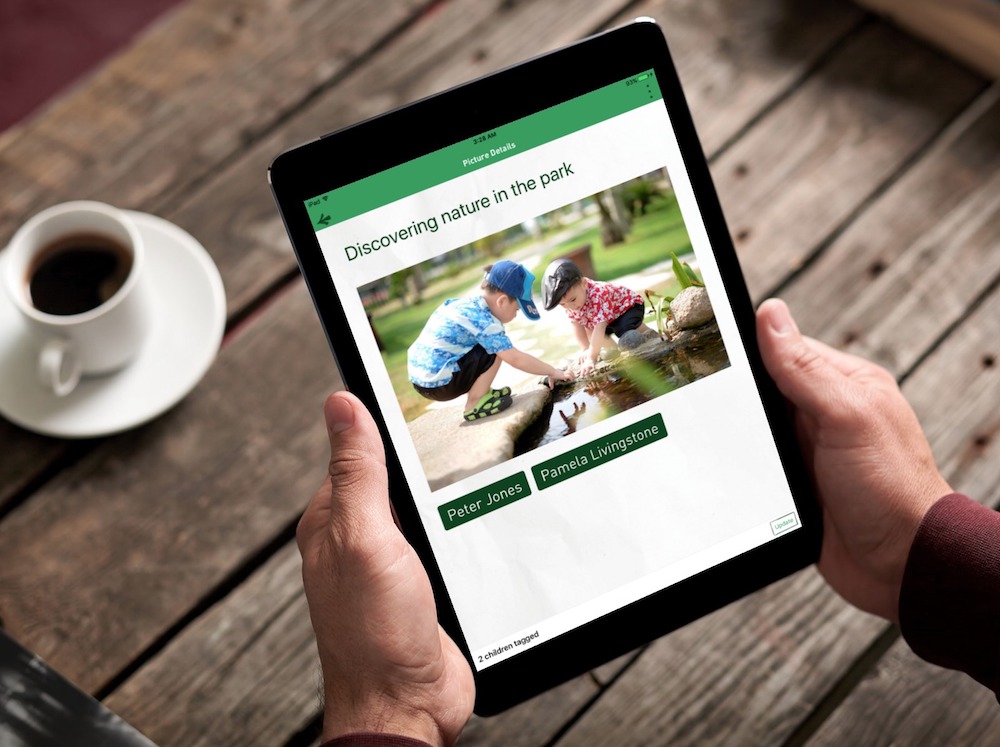 iPad
2:28 AM
93%
Picture Details
Discovering nature in the park
Peter Jones
Pamela Livingstone
Update
2 children tagged